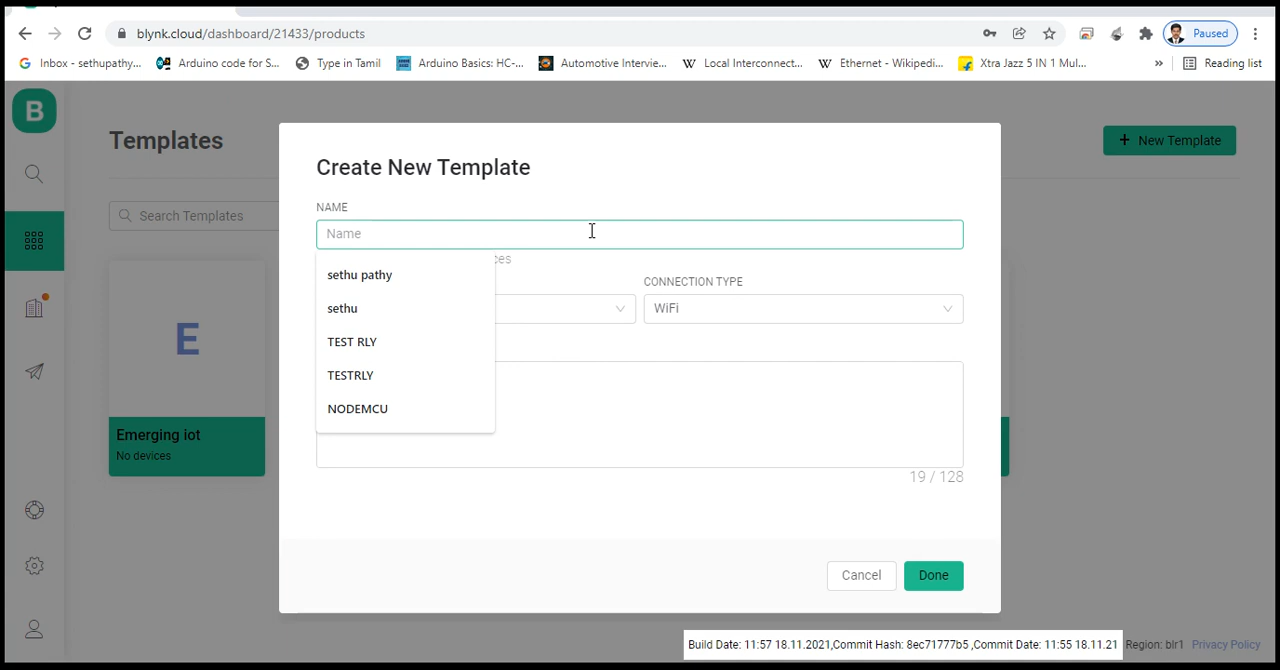 blynk.cloud/dashboard/21433/products
Paused
Inbox - sethupathy...
Arduino code for S...
Type in Tamil
Arduino Basics: HC-...
Automotive Intervie...
Local Interconnect...
Ethernet - Wikipedi...
Xtra Jazz 5 IN 1 Mul...
»
Reading list
B
Templates
+ New Template
Search Templates
E
Emerging iot
No devices
Create New Template
NAME
Name
sethu pathy
sethu
TEST RLY
TESTRLY
NODEMCU
CONNECTION TYPE
WiFi
19 / 128
Cancel
Done
Build Date: 11:57 18.11.2021,Commit Hash: 8ec71777b5 ,Commit Date: 11:55 18.11.21
Region: blr1
Privacy Policy